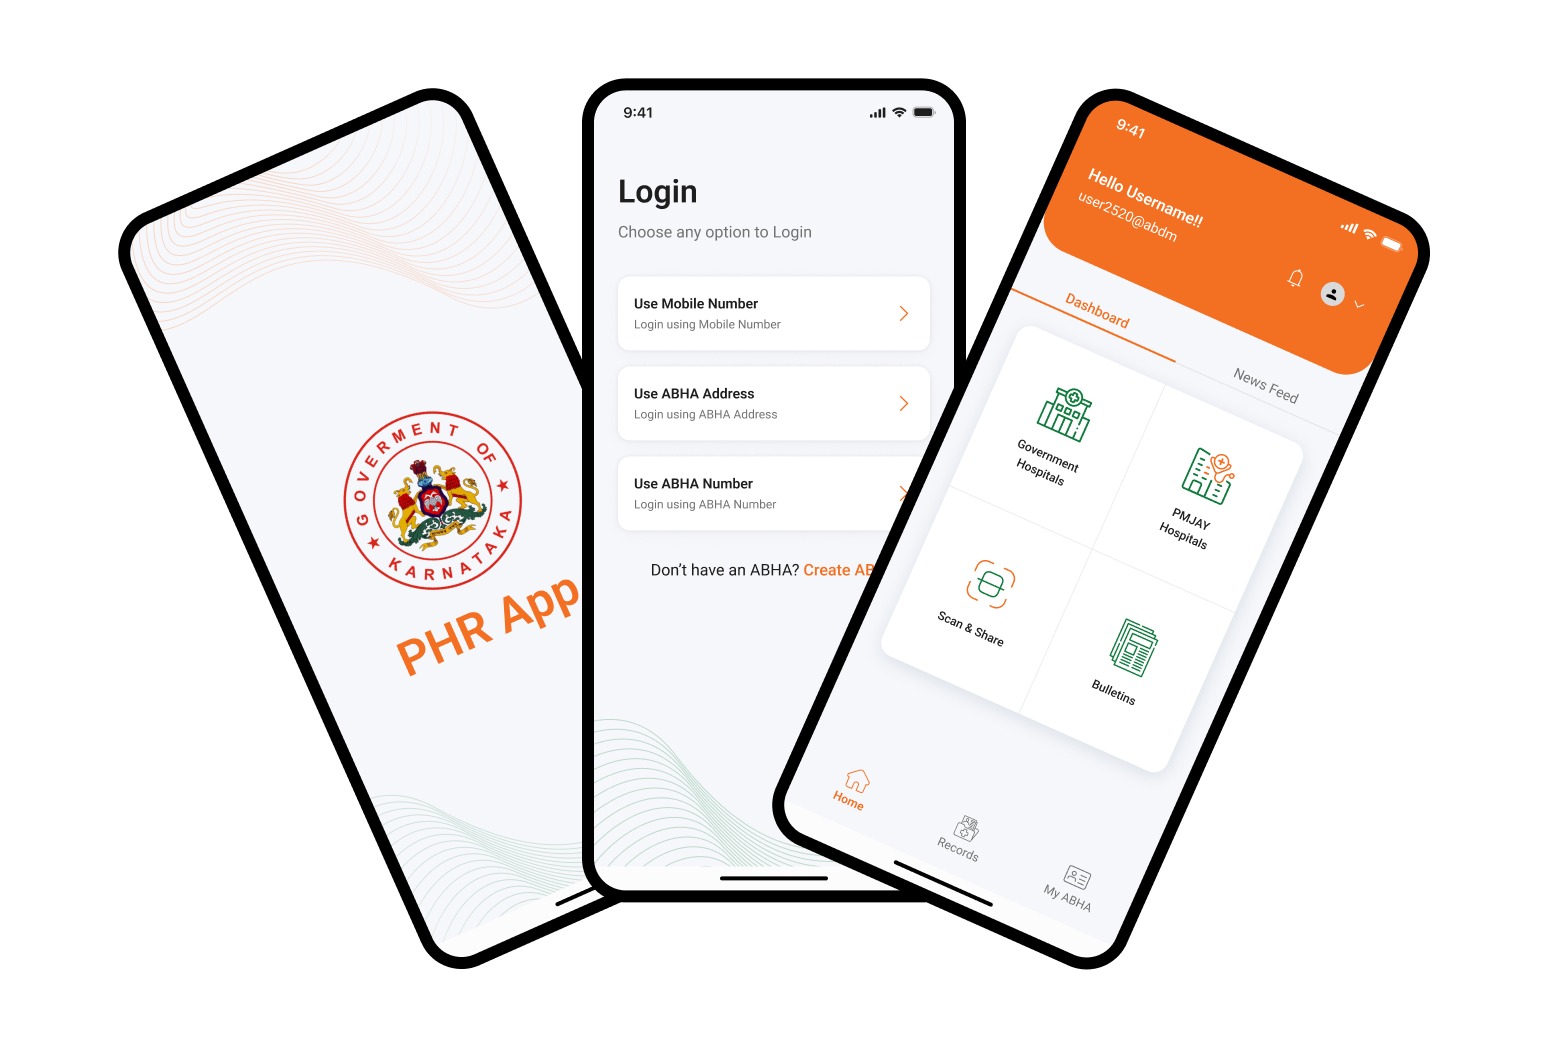 GOVERMENT OF
KARNATAKA
PHR App
9:41
Login
Choose any option to Login
Use Mobile Number
Login using Mobile Number
Use ABHA Address
Login using ABHA Address
Use ABHA Number
Login using ABHA Number
Don't have an ABHA? Create AB
9:41
Hello Username!!
user2520@abdm
Dashboard
News Feed
Government
Hospitals
PMJAY
Hospitals
Scan & Share
Bulletins
Home
Records
My ABHA